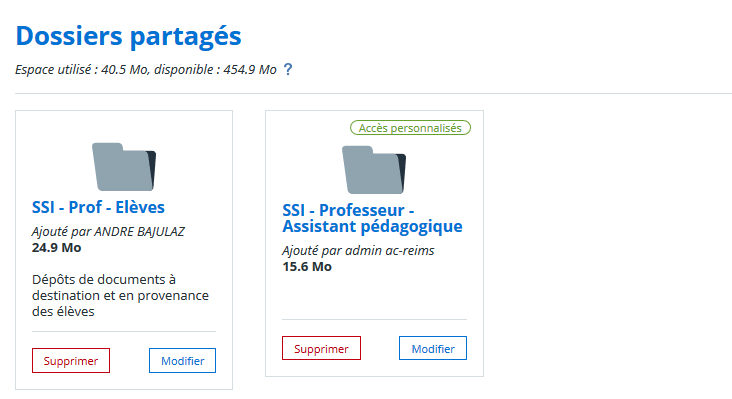 Dossiers partagés
Espace utilisé : 40.5 Mo, disponible : 454.9 Mo ?
SSI - Prof - Elèves
Ajouté par ANDRE BAJULAZ
24.9 Mo
Dépôts de documents à
destination et en provenance
des élèves
Supprimer
Modifier
Accès personnalisés
SSI - Professeur -
Assistant pédagogique
Ajouté par admin ac-reims
15.6 Mo
Supprimer
Modifier